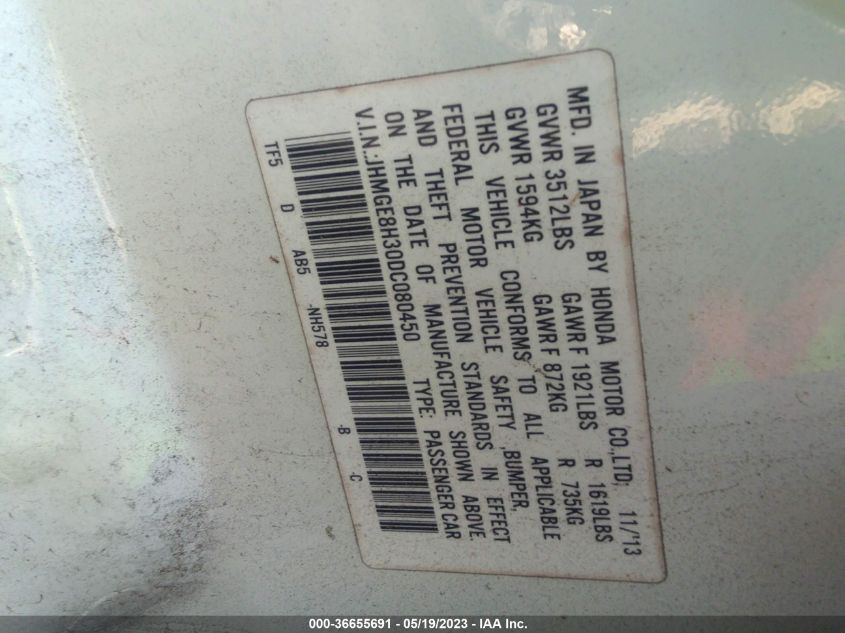 MFD. IN JAPAN BY HONDA MOTOR CO.,LTD; 11/'13
GVWR 3512LBS GAWR F 1921LBS R 1619LBS
GVWR 1594KG GAWR F 872KG R 735KG
THIS VEHICLE CONFORMS TO ALL APPLICABLE
FEDERAL MOTOR VEHICLE SAFETY ,BUMPER,
AND THEFT PREVENTION STANDARDS IN EFFECT
ON THE DATE OF MANUFACTURE SHOWN ABOVE.
V.I.N.:JHMGE8H30DC080450 TYPE: PASSENGER CAR
TF5 D AB5 -NH578 -B -C
000-36655691 - 05/19/2023 - IAA Inc.